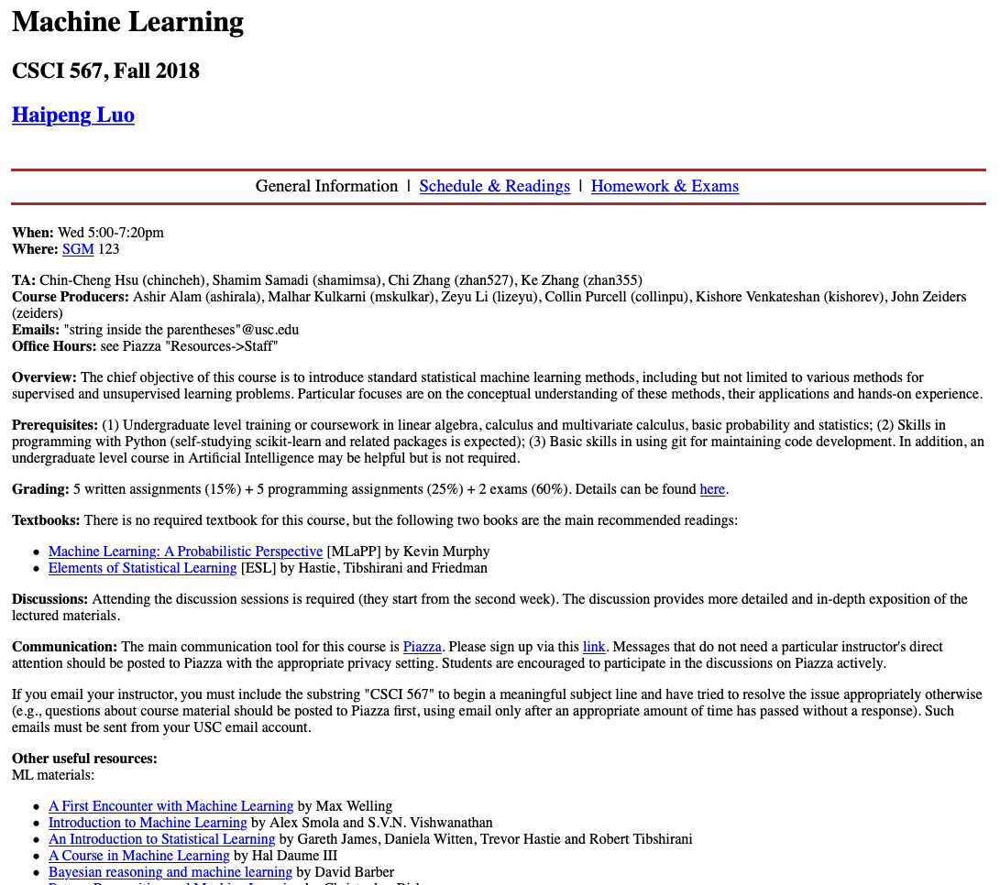 Machine Learning
CSCI 567, Fall 2018
Haipeng Luo
General Information | Schedule & Readings | Homework & Exams
When: Wed 5:00-7:20pm
Where: SGM 123
TA: Chin-Cheng Hsu (chincheh), Shamim Samadi (shamimsa), Chi Zhang (zhan527), Ke Zhang (zhan355)
Course Producers: Ashir Alam (ashirala), Malhar Kulkarni (mskulkar), Zeyu Li (lizeyu), Collin Purcell (collinpu), Kishore Venkateshan (kishorev), John Zeiders
(zeiders)
Emails: "string inside the parentheses"@usc.edu
Office Hours: see Piazza "Resources->Staff"
Overview: The chief objective of this course is to introduce standard statistical machine learning methods, including but not limited to various methods for
supervised and unsupervised learning problems. Particular focuses are on the conceptual understanding of these methods, their applications and hands-on experience.
Prerequisites: (1) Undergraduate level training or coursework in linear algebra, calculus and multivariate calculus, basic probability and statistics; (2) Skills in
programming with Python (self-studying scikit-learn and related packages is expected); (3) Basic skills in using git for maintaining code development. In addition, an
undergraduate level course in Artificial Intelligence may be helpful but is not required.
Grading: 5 written assignments (15%) + 5 programming assignments (25%) + 2 exams (60%). Details can be found here.
Textbooks: There is no required textbook for this course, but the following two books are the main recommended readings:
• Machine Learning: A Probabilistic Perspective [MLaPP] by Kevin Murphy
• Elements of Statistical Learning [ESL] by Hastie, Tibshirani and Friedman
Discussions: Attending the discussion sessions is required (they start from the second week). The discussion provides more detailed and in-depth exposition of the
lectured materials.
Communication: The main communication tool for this course is Piazza. Please sign up via this link. Messages that do not need a particular instructor's direct
attention should be posted to Piazza with the appropriate privacy setting. Students are encouraged to participate in the discussions on Piazza actively.
If you email your instructor, you must include the substring "CSCI 567" to begin a meaningful subject line and have tried to resolve the issue appropriately otherwise
(e.g., questions about course material should be posted to Piazza first, using email only after an appropriate amount of time has passed without a response). Such
emails must be sent from your USC email account.
Other useful resources:
ML materials:
• A First Encounter with Machine Learning by Max Welling
• Introduction to Machine Learning by Alex Smola and S.V.N. Vishwanathan
• An Introduction to Statistical Learning by Gareth James, Daniela Witten, Trevor Hastie and Robert Tibshirani
• A Course in Machine Learning by Hal Daume III
• Bayesian reasoning and machine learning by David Barber